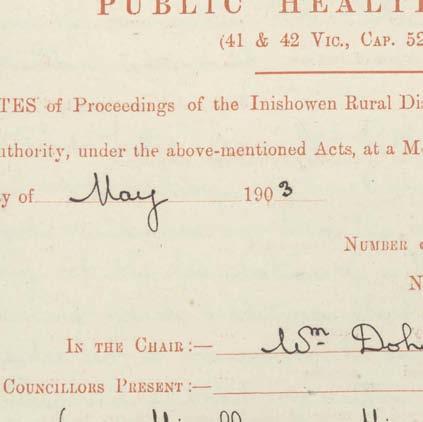 PUBLIC HEALT
(41 & 42 Vic., Cap. 52
TES of Proceedings of the Inishowen Rural Dis
uthority, under the above-mentioned Acts, at a M
y of May 1903
Number
N
In the Chair:— Wm Doh
Councillors Present:—